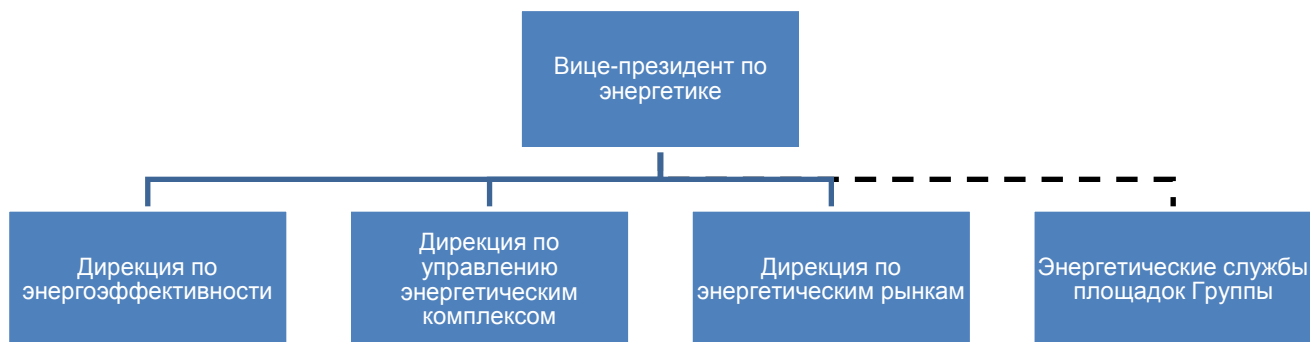 Вице-президент по
энергетике
Дирекция по
энергоэффективности
Дирекция по
управлению
энергетическим
комплексом
Дирекция по
энергетическим рынкам
Энергетические службы
площадок Группы